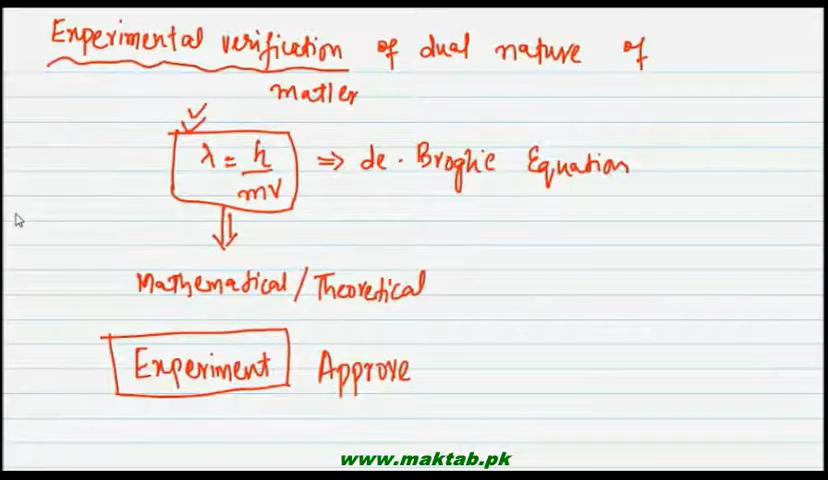 Experimental verification of dual nature of
matter
λ = h/mv ⇒ de. Broglie Equation
Mathematical/Theoretical
Experiment Approve
www.maktab.pk